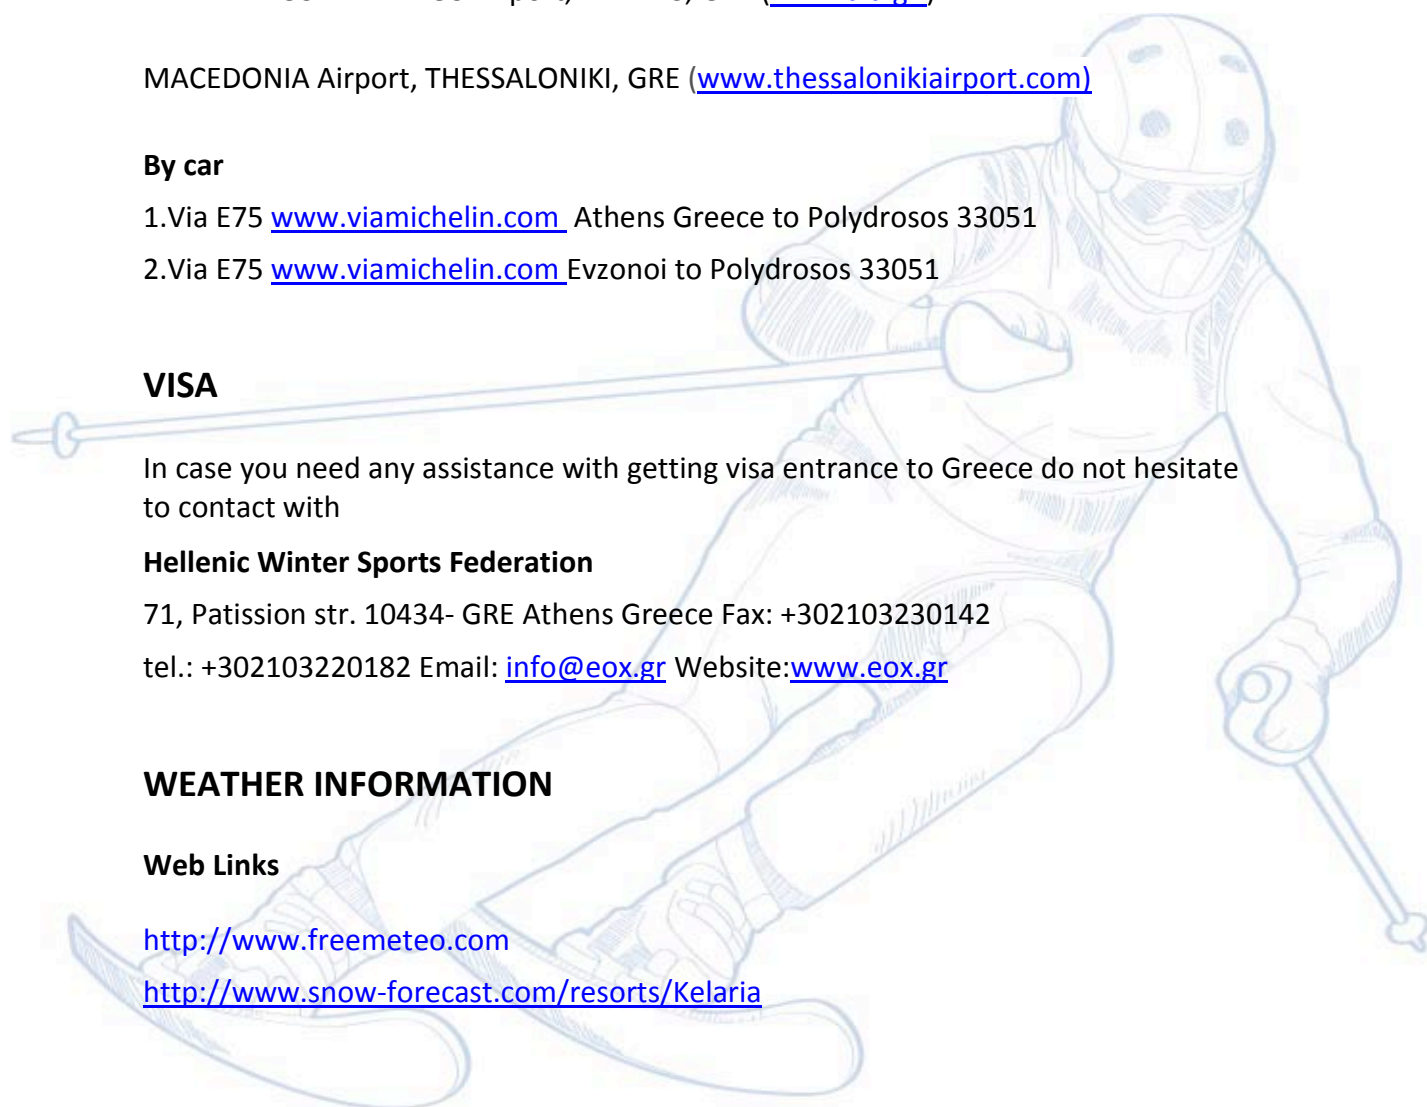 MACEDONIA Airport, THESSALONIKI, GRE (www.thessalonikiairport.com)
By car
1.Via E75 www.viamichelin.com Athens Greece to Polydrosos 33051
2.Via E75 www.viamichelin.com Evzonoi to Polydrosos 33051
VISA
In case you need any assistance with getting visa entrance to Greece do not hesitate
to contact with
Hellenic Winter Sports Federation
71, Patission str. 10434- GRE Athens Greece Fax: +302103230142
tel.: +302103220182 Email: info@eox.gr Website:www.eox.gr
WEATHER INFORMATION
Web Links
http://www.freemeteo.com
http://www.snow-forecast.com/resorts/Kelaria